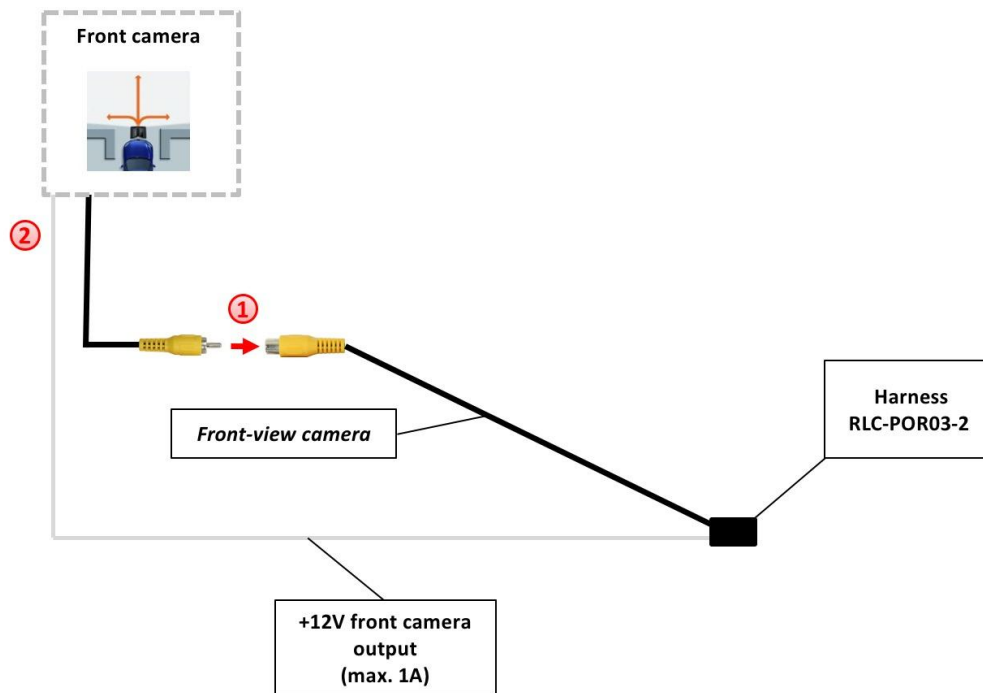 Front camera
2
1
Front-view camera
Harness
RLC-POR03-2
+12V front camera
output
(max. 1A)